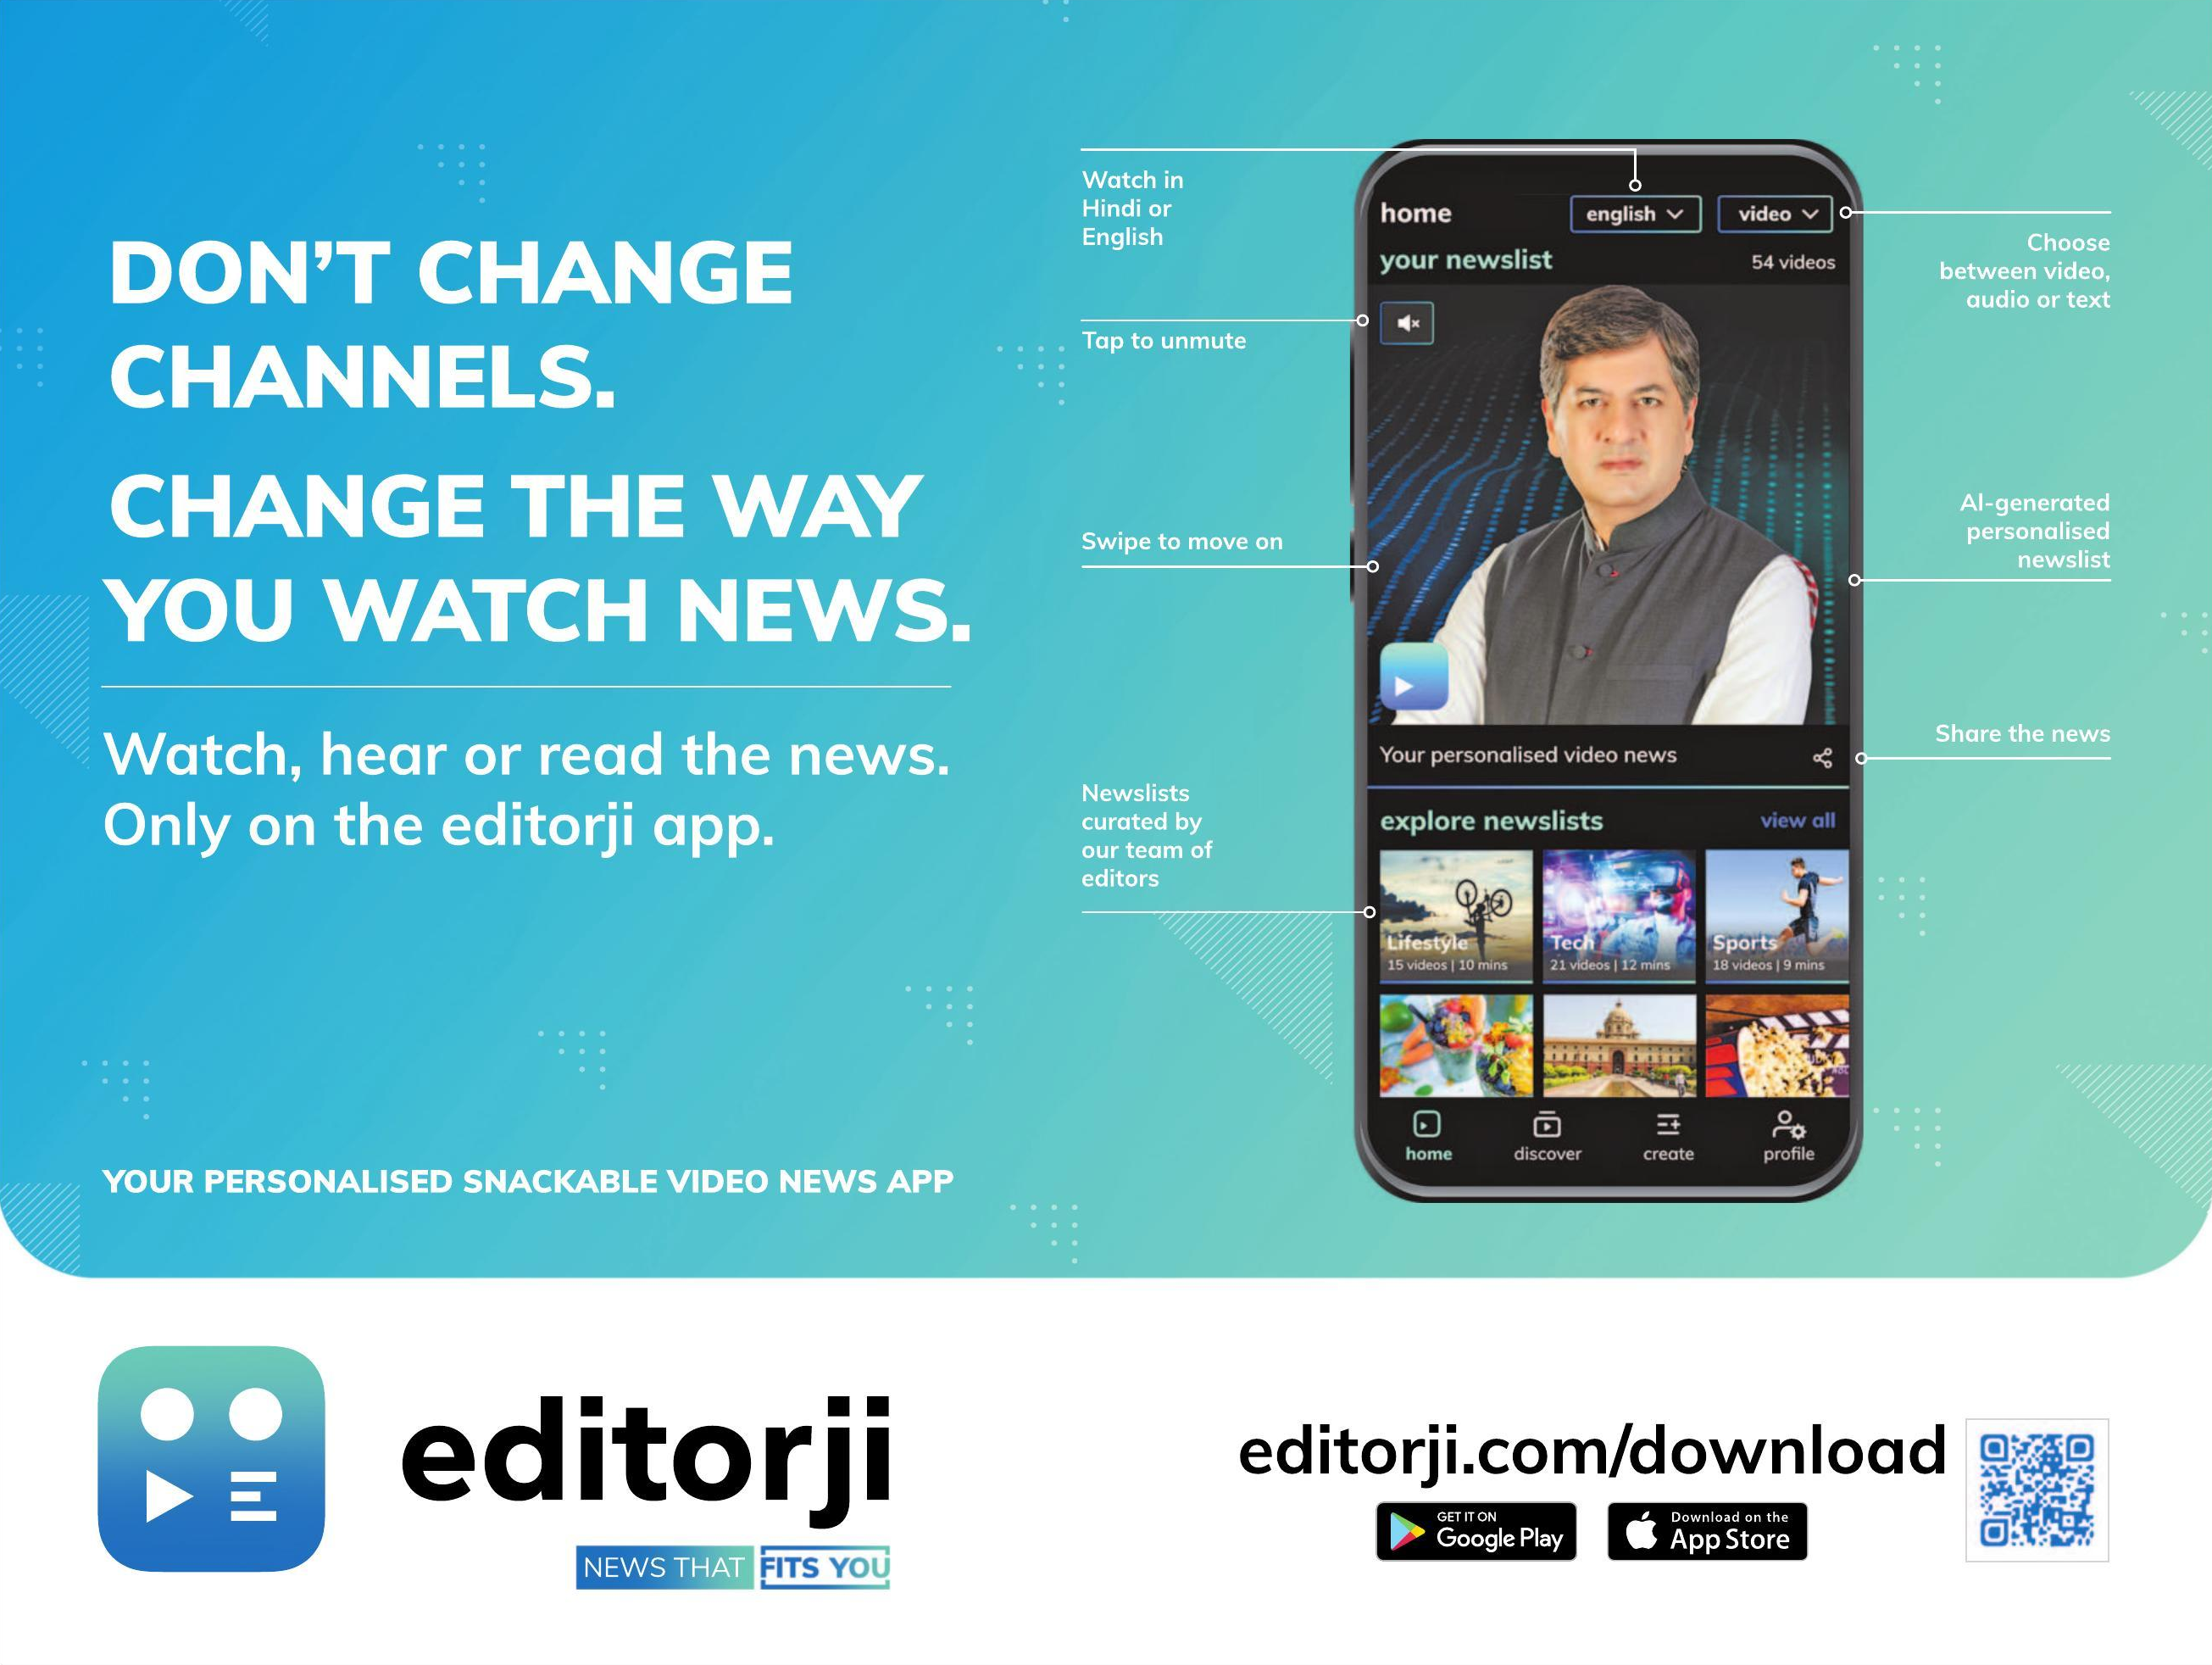 DON'T CHANGE
CHANNELS.
CHANGE THE WAY
YOU WATCH NEWS.
Watch, hear or read the news.
Only on the editorji app.
YOUR PERSONALISED SNACKABLE VIDEO NEWS APP
Watch in
Hindi or
English
Tap to unmute
Swipe to move on
Newslists
curated by
our team of
editors
home
english
video
your newslist
54 videos
Your personalised video news
explore newslists
view all
Lifestyle
15 videos | 10 mins
Tech
21 videos | 12 mins
Sports
18 videos | 9 mins
home
discover
create
profile
Choose
between video,
audio or text
AI-generated
personalised
newslist
Share the news
editorji
NEWS THAT FITS YOU
editorji.com/download
GET IT ON
Google Play
Download on the
App Store